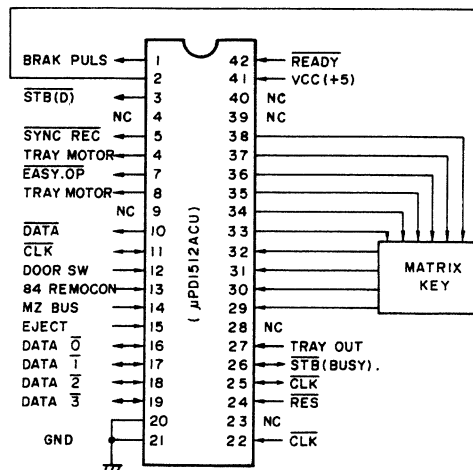 BRAK PULS 1 42 READY
2 41 VCC(+5)
STB(D) 3 40 NC
NC 4 39 NC
SYNC REC 5 38
TRAY MOTOR 4 37
EASY.OP 7 36
TRAY MOTOR 8 35
NC 9 34
DATA 10 33
CLK 11 32
DOOR SW 12 31
84 REMOCON 13 30
MZ BUS 14 29
EJECT 15 28 NC
DATA 0 16 27 TRAY OUT
DATA 1 17 26 STB(BUSY).
DATA 2 18 25 CLK
DATA 3 19 24 RES
20 23 NC
GND 21 22 CLK
(μPD1512ACU)
MATRIX
KEY